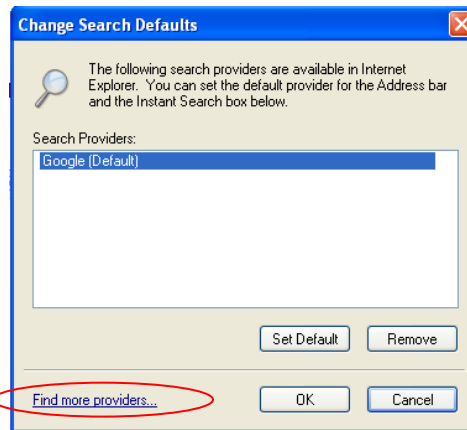 Change Search Defaults
The following search providers are available in Internet
Explorer. You can set the default provider for the Address bar
and the Instant Search box below.
Search Providers:
Google (Default)
Set Default
Remove
Find more providers...
OK
Cancel